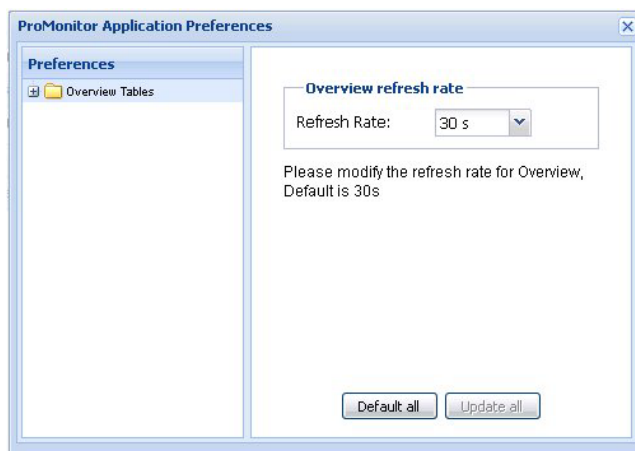 ProMonitor Application Preferences
Preferences
Overview Tables
Overview refresh rate
Refresh Rate:
30 s
Please modify the refresh rate for Overview,
Default is 30s
Default all
Update all